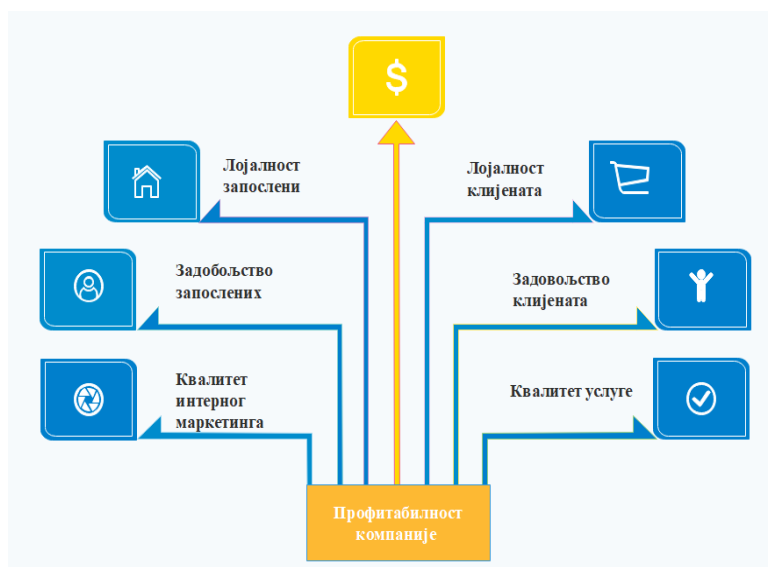 $
Лојалност
запослени
Лојалност
клијената
Задобољство
запослених
Задовољство
клијената
Квалитет
интерног
маркетинга
Квалитет услуге
Профитабилност
компаније